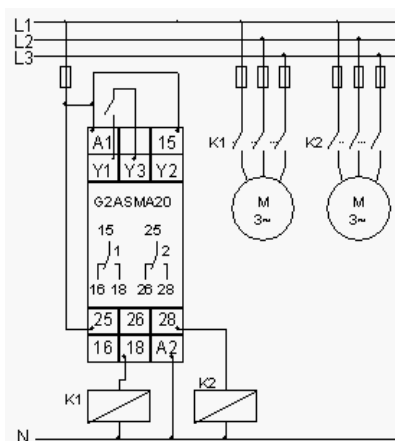 L1
L2
L3
K1
K2
A1 15
Y1 Y3 Y2
M
3~
M
3~
G2ASMA20
15 25
1 2
16 18 26 28
25 26 28
16 18 A2
K1
K2
N